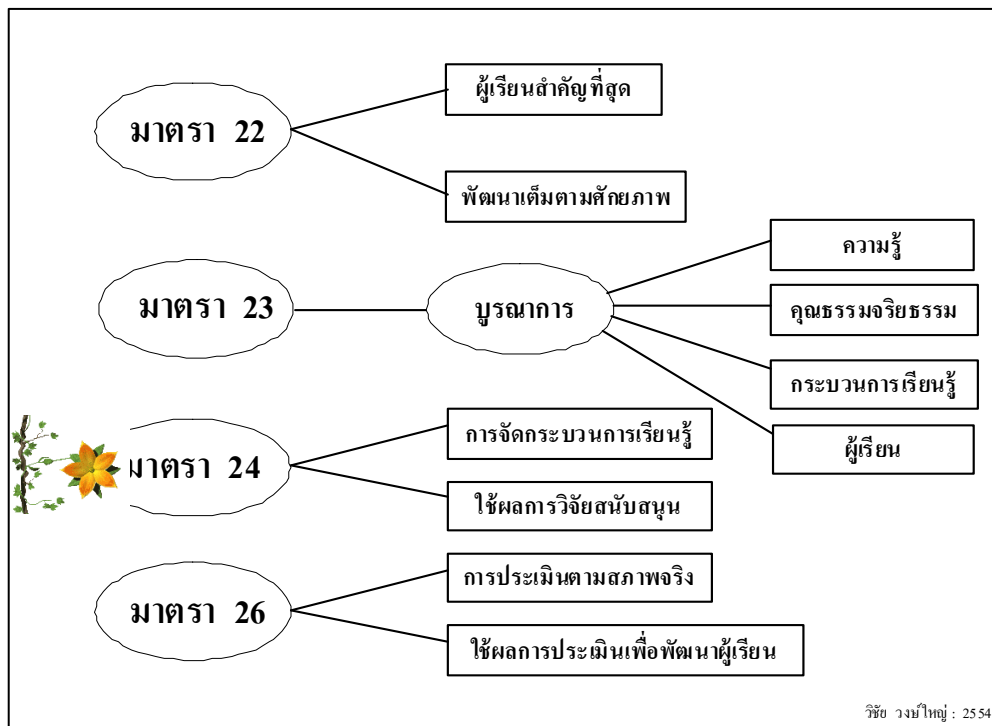 มาตรา 22
ผู้เรียนสำคัญที่สุด
พัฒนาเต็มตามศักยภาพ
มาตรา 23
บูรณาการ
ความรู้
คุณธรรมจริยธรรม
กระบวนการเรียนรู้
ผู้เรียน
มาตรา 24
การจัดกระบวนการเรียนรู้
ใช้ผลการวิจัยสนับสนุน
มาตรา 26
การประเมินตามสภาพจริง
ใช้ผลการประเมินเพื่อพัฒนาผู้เรียน
วิชัย วงษ์ใหญ่ : 2554